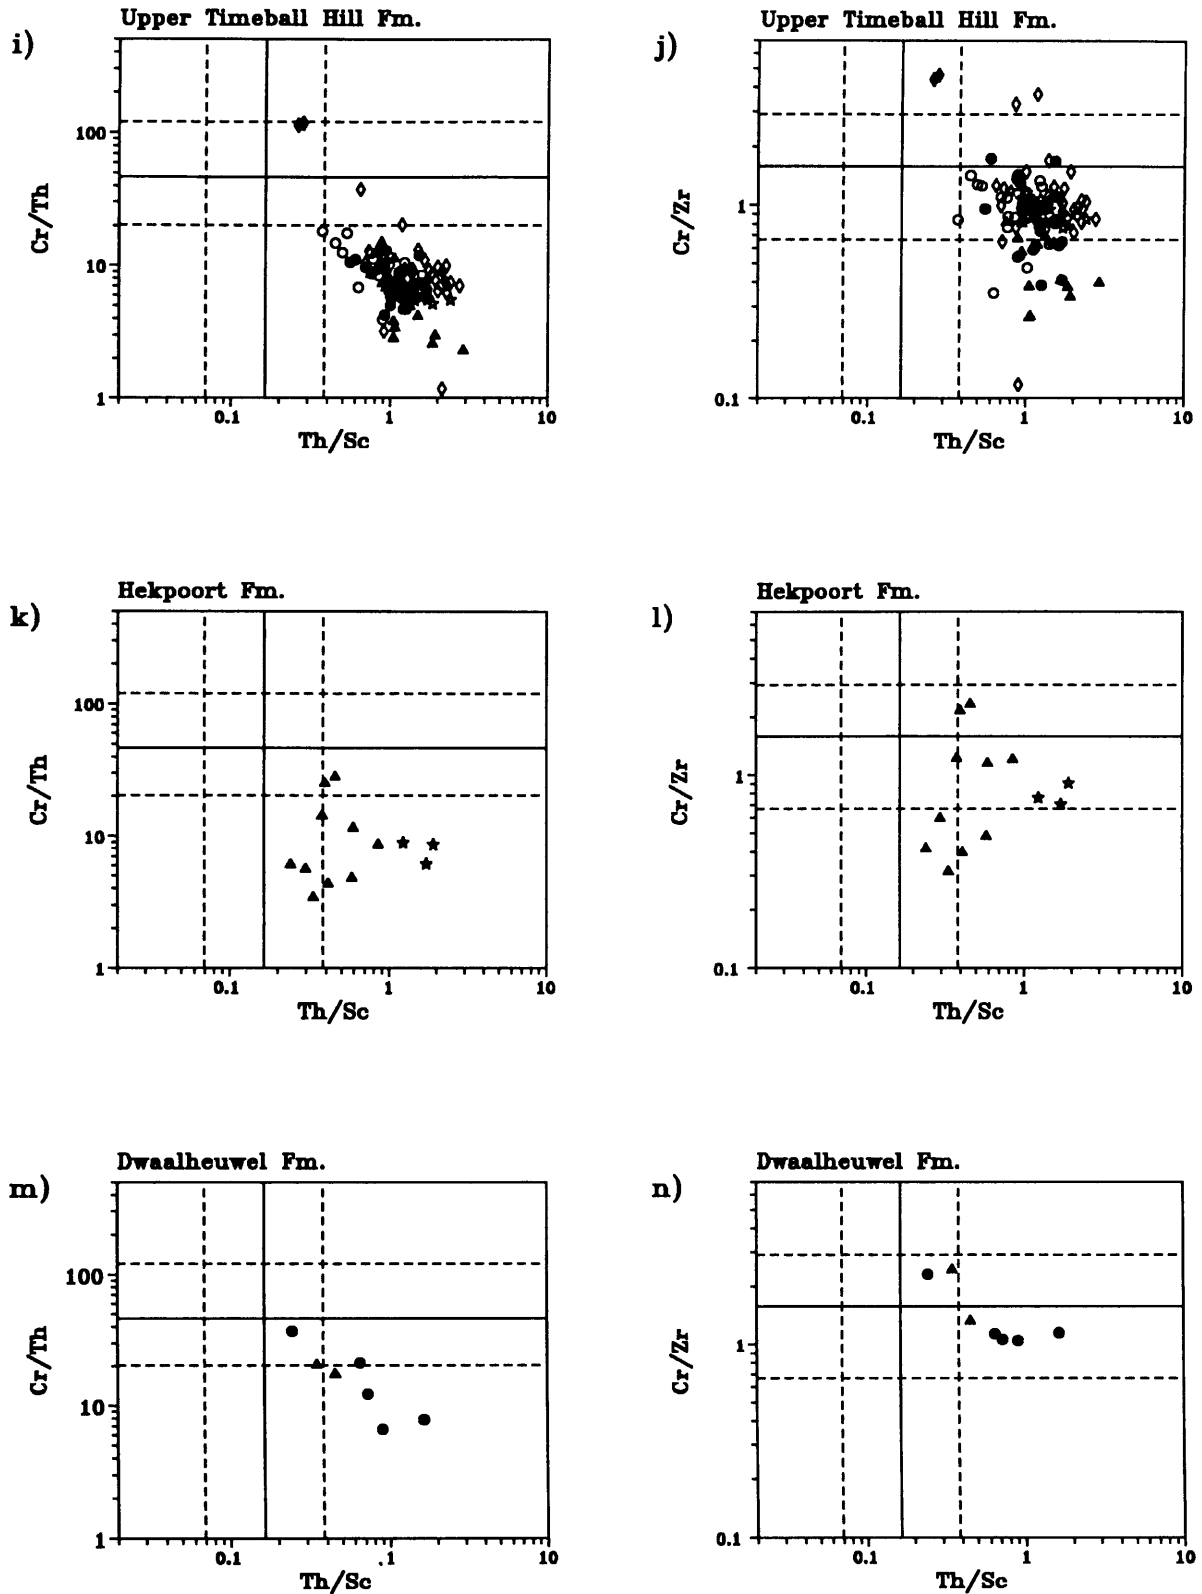 Upper Timeball Hill Fm.
i)
100
10
1
Cr/Th
0.1
1
10
Th/Sc
Upper Timeball Hill Fm.
j)
1
0.1
Cr/Zr
0.1
1
10
Th/Sc
Hekpoort Fm.
k)
100
10
1
Cr/Th
0.1
1
10
Th/Sc
Hekpoort Fm.
l)
1
0.1
Cr/Zr
0.1
1
10
Th/Sc
Dwaalheuwel Fm.
m)
100
10
1
Cr/Th
0.1
.1
10
Th/Sc
Dwaalheuwel Fm.
n)
1
0.1
Cr/Zr
0.1
1
10
Th/Sc